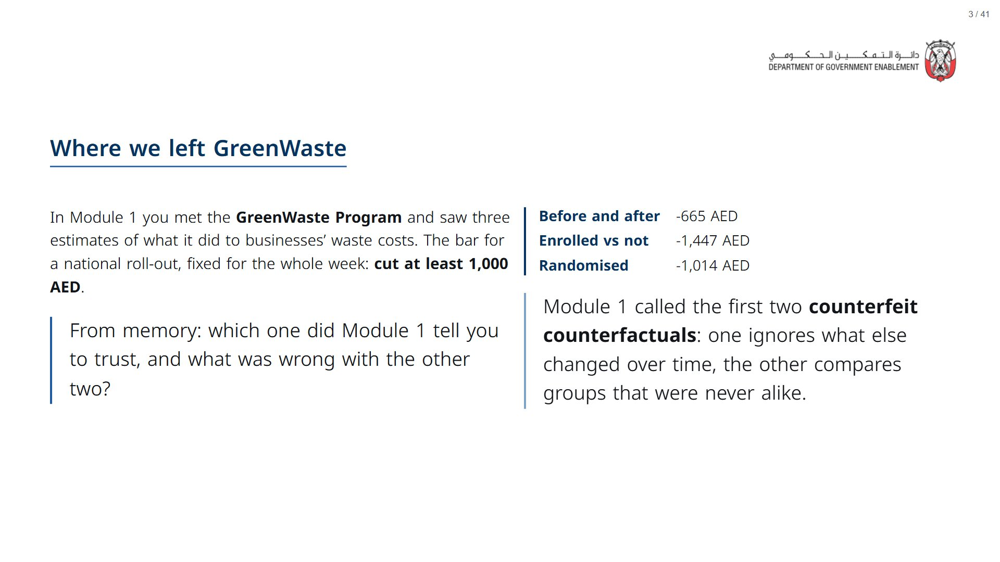 3 / 41
دائرة التمكين الحكومي
DEPARTMENT OF GOVERNMENT ENABLEMENT
Where we left GreenWaste
In Module 1 you met the GreenWaste Program and saw three
estimates of what it did to businesses’ waste costs. The bar for
a national roll-out, fixed for the whole week: cut at least 1,000
AED.
From memory: which one did Module 1 tell you
to trust, and what was wrong with the other
two?
Before and after -665 AED
Enrolled vs not -1,447 AED
Randomised -1,014 AED
Module 1 called the first two counterfeit
counterfactuals: one ignores what else
changed over time, the other compares
groups that were never alike.